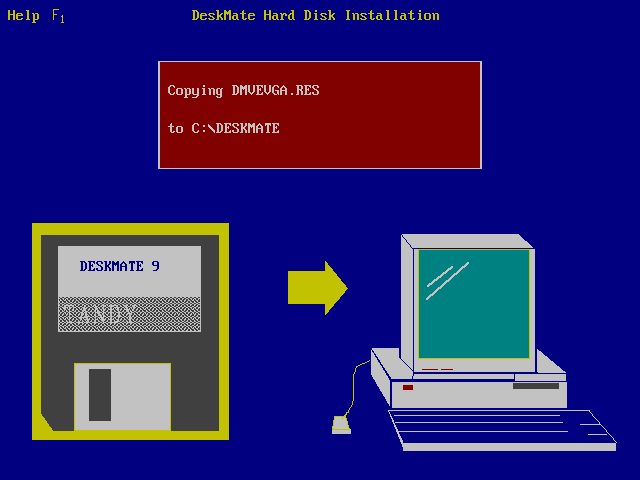 Help F1
DeskMate Hard Disk Installation
Copying DMVEVGA.RES
to C:\DESKMATE
DESKMATE 9
TANDY